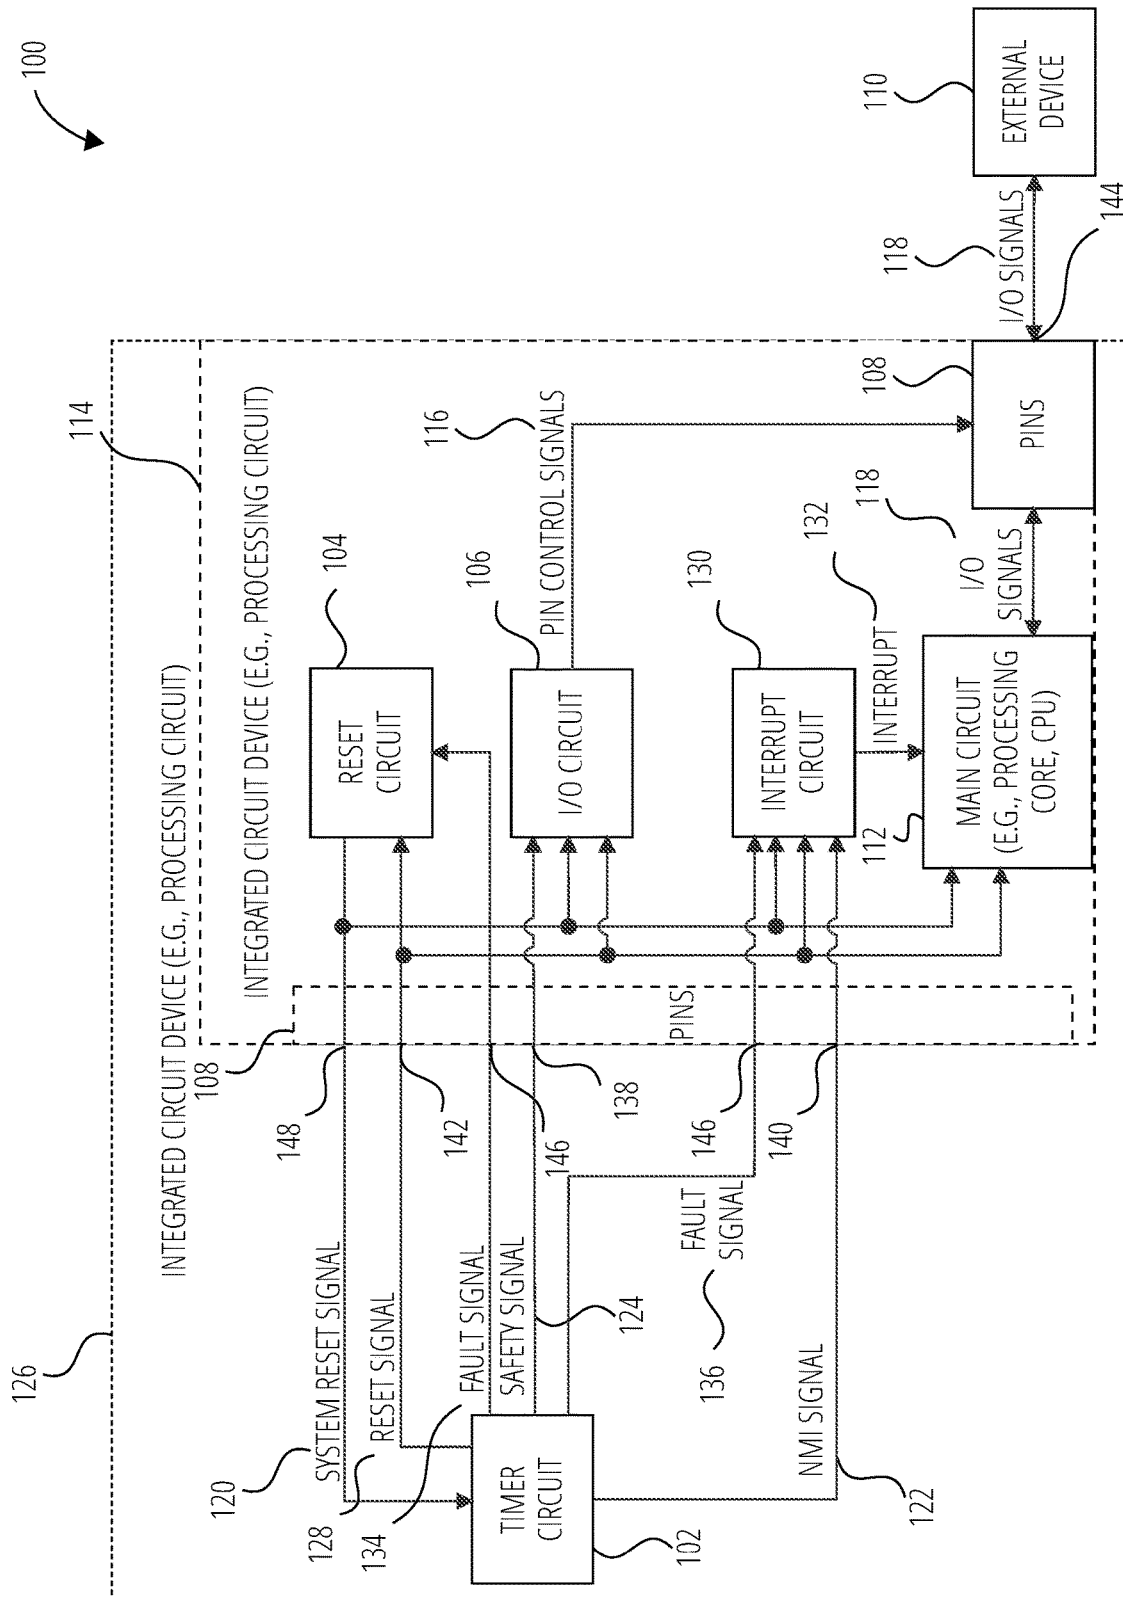 100
126
INTEGRATED CIRCUIT DEVICE (E.G., PROCESSING CIRCUIT)
114
INTEGRATED CIRCUIT DEVICE (E.G., PROCESSING CIRCUIT)
108
120
SYSTEM RESET SIGNAL
148
104
RESET
CIRCUIT
128
RESET SIGNAL
142
134
FAULT SIGNAL
146
SAFETY SIGNAL
124
138
106
I/O CIRCUIT
116
PIN CONTROL SIGNALS
TIMER
CIRCUIT
102
136
FAULT
SIGNAL
146
PINS
130
INTERRUPT
CIRCUIT
NMI SIGNAL
122
140
INTERRUPT
132
112
MAIN CIRCUIT
(E.G., PROCESSING
CORE, CPU)
118
I/O
SIGNALS
108
PINS
118
I/O SIGNALS
144
110
EXTERNAL
DEVICE